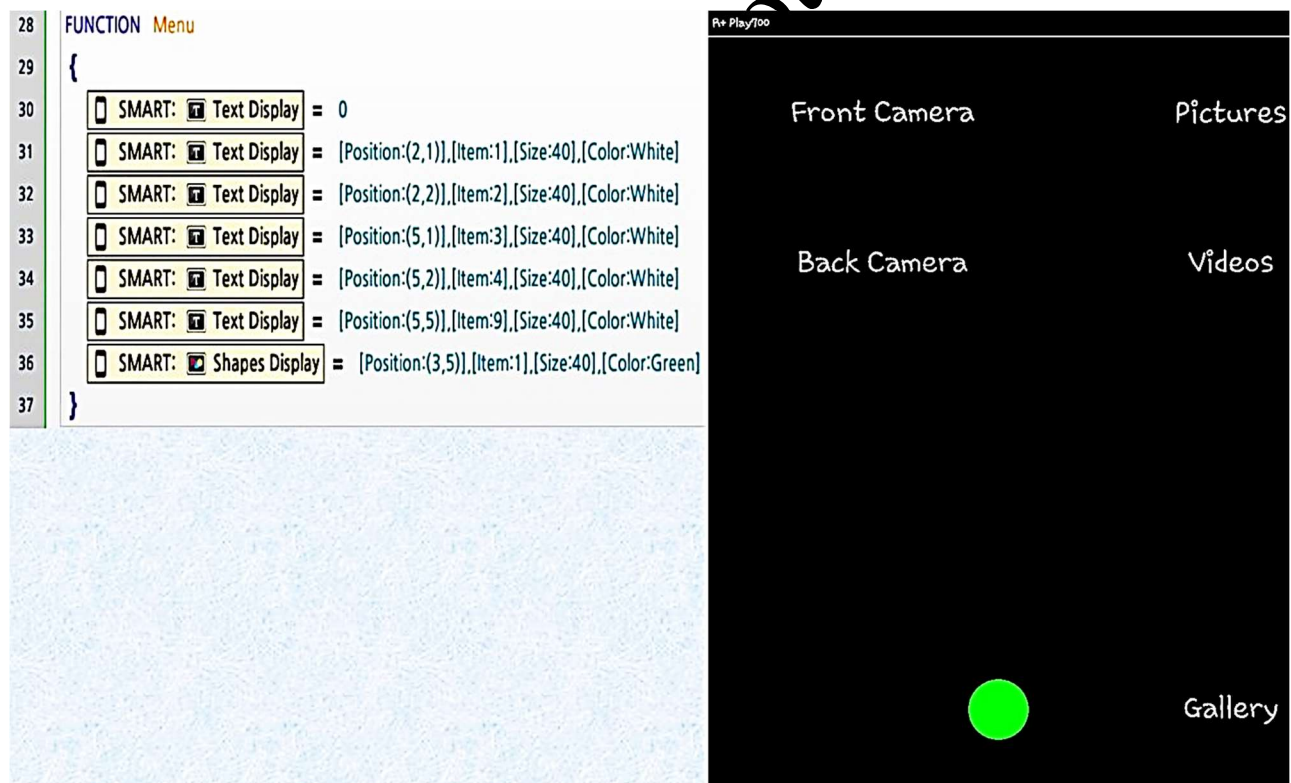 28 FUNCTION Menu
29 {
30 SMART: T Text Display = 0
31 SMART: T Text Display = [Position:(2,1)],[Item:1],[Size:40],[Color:White]
32 SMART: T Text Display = [Position:(2,2)],[Item:2],[Size:40],[Color:White]
33 SMART: T Text Display = [Position:(5,1)],[Item:3],[Size:40],[Color:White]
34 SMART: T Text Display = [Position:(5,2)],[Item:4],[Size:40],[Color:White]
35 SMART: T Text Display = [Position:(5,5)],[Item:9],[Size:40],[Color:White]
36 SMART: Shapes Display = [Position:(3,5)],[Item:1],[Size:40],[Color:Green]
37 }
R+ Play700
Front Camera Pictures
Back Camera Videos
Gallery